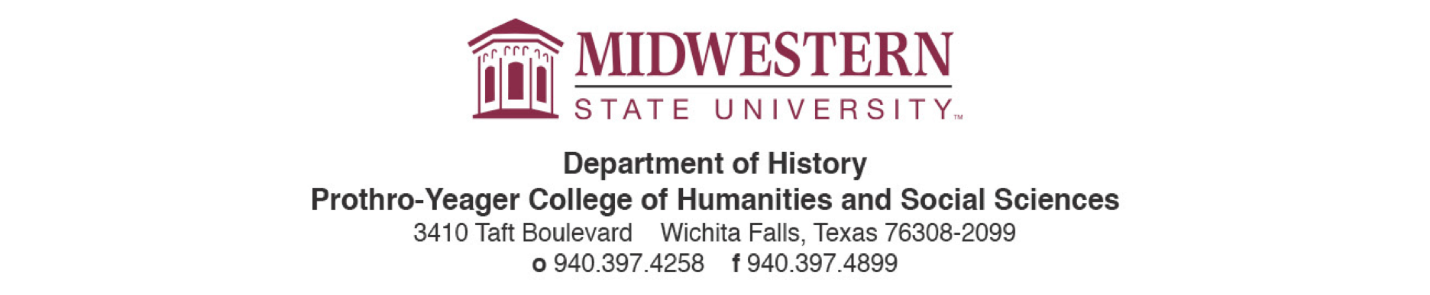 MIDWESTERN
STATE UNIVERSITY™
Department of History
Prothro-Yeager College of Humanities and Social Sciences
3410 Taft Boulevard Wichita Falls, Texas 76308-2099
o 940.397.4258 f 940.397.4899